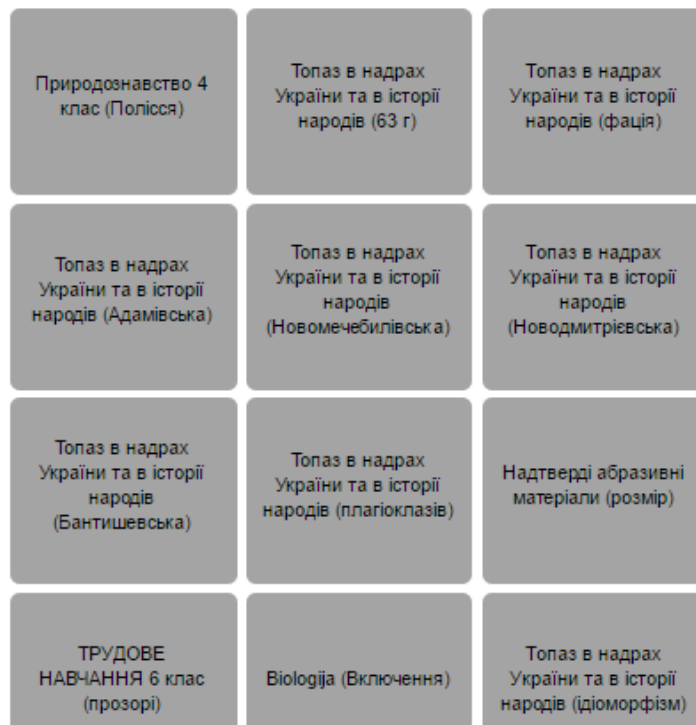 Природознавство 4
клас (Полісся)
Топаз в надрах
України та в історії
народів (63 г)
Топаз в надрах
України та в історії
народів (фація)
Топаз в надрах
України та в історії
народів (Адамівська)
Топаз в надрах
України та в історії
народів
(Новомечебилівська)
Топаз в надрах
України та в історії
народів
(Новодмитрієвська)
Топаз в надрах
України та в історії
народів
(Бантишевська)
Топаз в надрах
України та в історії
народів (плагіоклазів)
Надтверді абразивні
матеріали (розмір)
ТРУДОВЕ
НАВЧАННЯ 6 клас
(прозорі)
Biologija (Включення)
Топаз в надрах
України та в історії
народів (ідіоморфізм)